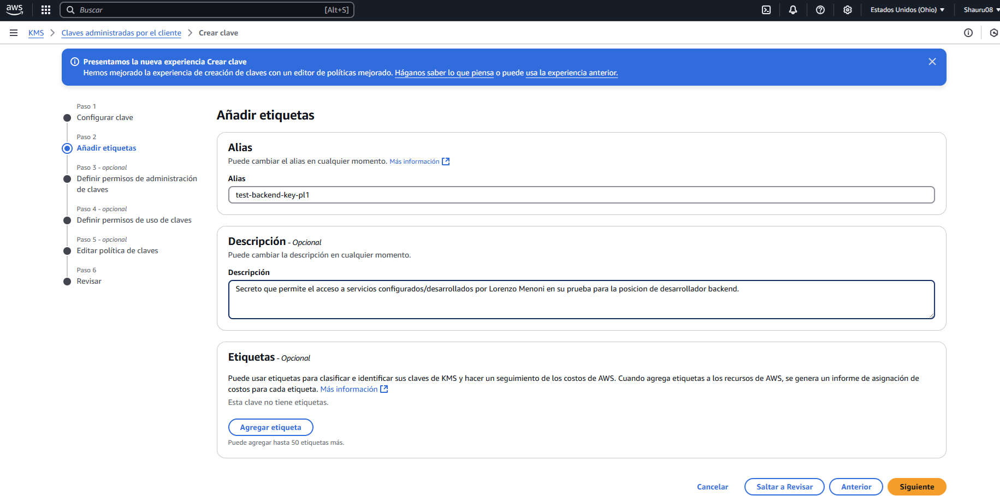 aws
Buscar
[Alt+S]
Estados Unidos (Ohio)
Shauru08
KMS
Claves administradas por el cliente
Crear clave
Presentamos la nueva experiencia Crear clave
Hemos mejorado la experiencia de creación de claves con un editor de políticas mejorado. Háganos saber lo que piensa o puede usa la experiencia anterior.
Paso 1
Configurar clave
Paso 2
Añadir etiquetas
Paso 3 - opcional
Definir permisos de administración
de claves
Paso 4 - opcional
Definir permisos de uso de claves
Paso 5 - opcional
Editar política de claves
Paso 6
Revisar
Añadir etiquetas
Alias
Puede cambiar el alias en cualquier momento. Más información
Alias
test-backend-key-pl1
Descripción - Opcional
Puede cambiar la descripción en cualquier momento.
Descripción
Secreto que permite el acceso a servicios configurados/desarrollados por Lorenzo Menoni en su prueba para la posicion de desarrollador backend.
Etiquetas - Opcional
Puede usar etiquetas para clasificar e identificar sus claves de KMS y hacer un seguimiento de los costos de AWS. Cuando agrega etiquetas a los recursos de AWS, se genera un informe de asignación de
costos para cada etiqueta. Más información
Esta clave no tiene etiquetas.
Agregar etiqueta
Puede agregar hasta 50 etiquetas más.
Cancelar
Saltar a Revisar
Anterior
Siguiente